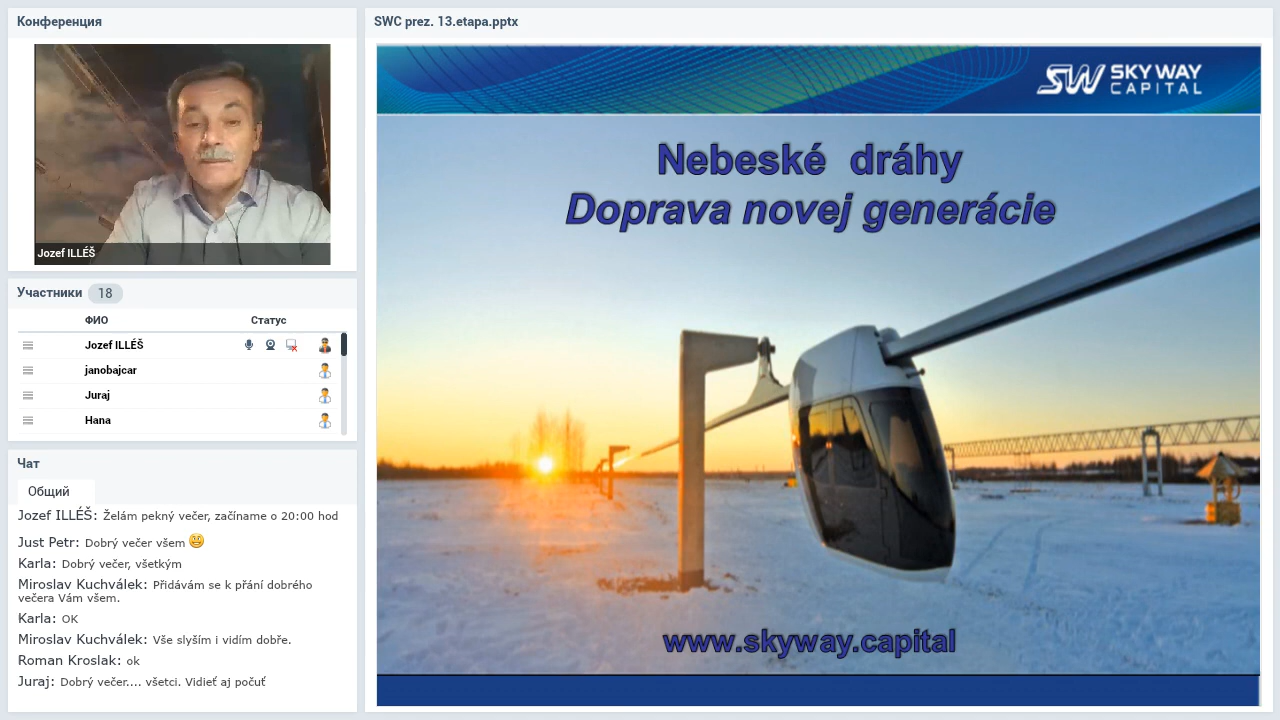 Конференция
Jozef ILLÉŠ
Участники 18
ФИО Статус
Jozef ILLÉŠ
janobajcar
Juraj
Hana
Чат
Общий
Jozef ILLÉŠ: Želám pekný večer, začíname o 20:00 hod
Just Petr: Dobrý večer všem
Karla: Dobrý večer, všetkým
Miroslav Kuchválek: Přidávám se k přání dobrého
večera Vám všem.
Karla: OK
Miroslav Kuchválek: Vše slyším i vidím dobře.
Roman Kroslak: ok
Juraj: Dobrý večer.... všetci. Vidieť aj počuť
SWC prez. 13.etapa.pptx
SW SKY WAY
CAPITAL
Nebeské dráhy
Doprava novej generácie
www.skyway.capital